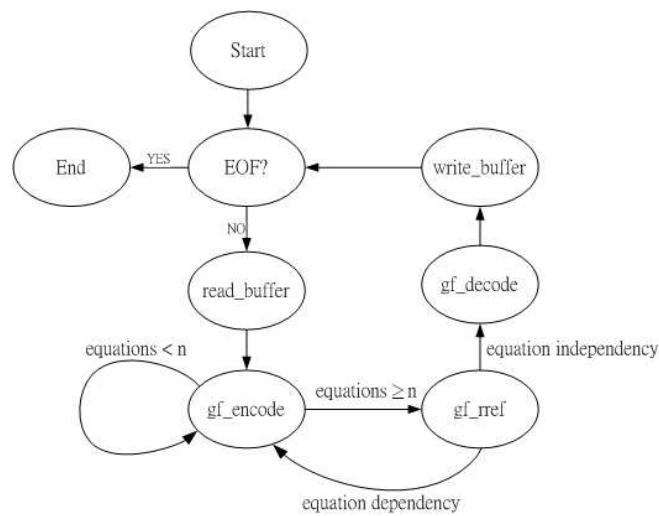 Start
End
YES
EOF?
write_buffer
NO
read_buffer
gf_decode
equations < n
equation independency
gf_encode
equations ≥ n
gf_rref
equation dependency